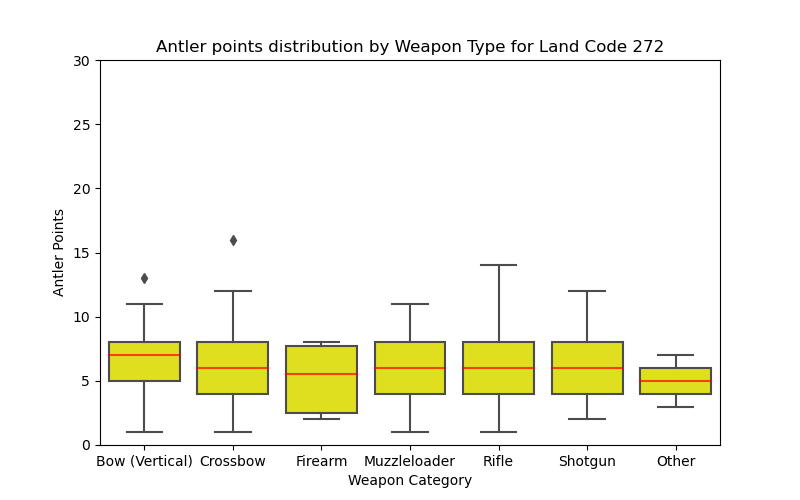 Antler points distribution by Weapon Type for Land Code 272
30
25
20
15
10
5
0
Antler Points
Bow (Vertical) Crossbow Firearm Muzzleloader Rifle Shotgun Other
Weapon Category